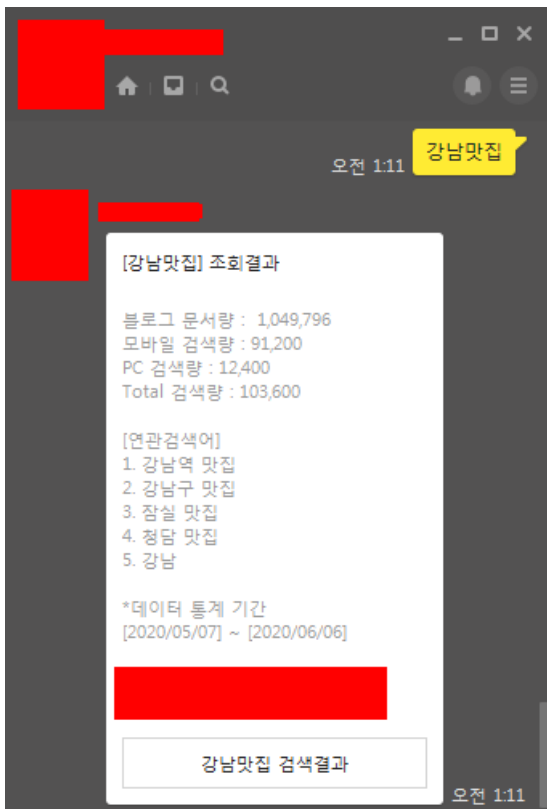 강남맛집
오전 1:11
[강남맛집] 조회결과
블로그 문서량 : 1,049,796
모바일 검색량 : 91,200
PC 검색량 : 12,400
Total 검색량 : 103,600
[연관검색어]
1. 강남역 맛집
2. 강남구 맛집
3. 잠실 맛집
4. 청담 맛집
5. 강남
*데이터 통계 기간
[2020/05/07] ~ [2020/06/06]
강남맛집 검색결과
오전 1:11